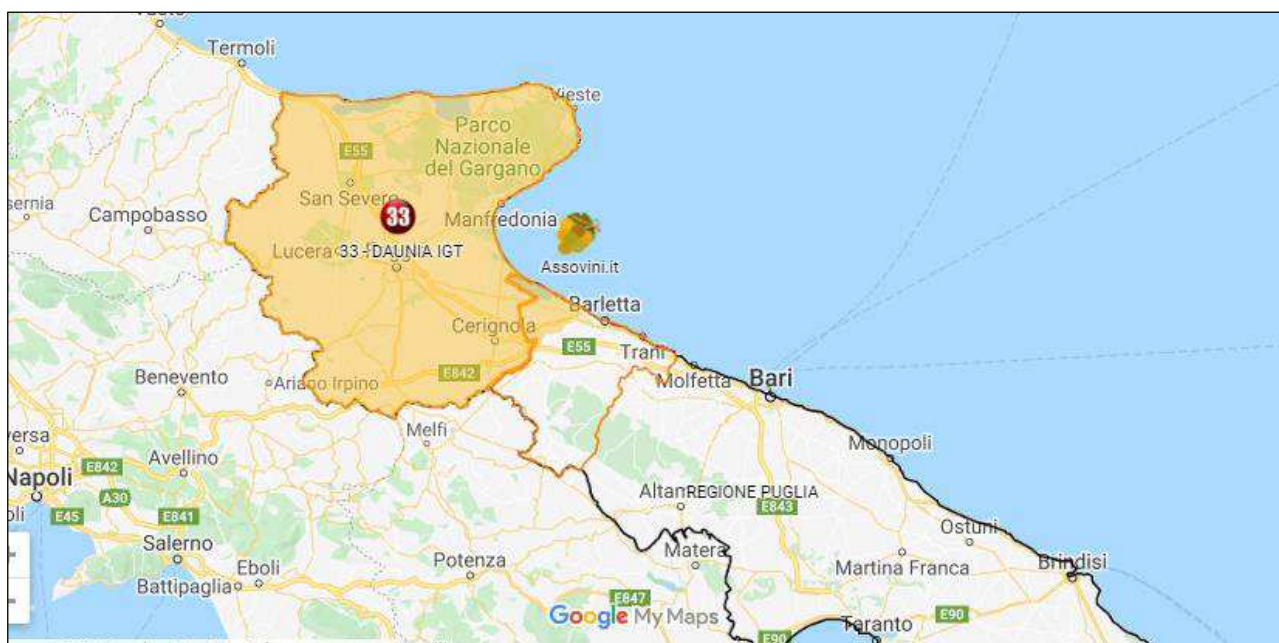 Termoli
Vieste
Parco
Nazionale
del Gargano
E55
San Severo
33
Manfredonia
Campobasso
Lucera
33 - DAUNIA IGT
Assovini.it
Barletta
Cerignola
E55
Trani
Molfetta
Bari
E842
Benevento
Ariano Irpino
Melfi
Monopoli
Avellino
E842
Napoli
A30
E45
E841
REGIONE PUGLIA
E843
Ostuni
Salerno
Matera
Brindisi
Eboli
Potenza
Martina Franca
Battipaglia
E847
Google My Maps
E90
E90
Taranto